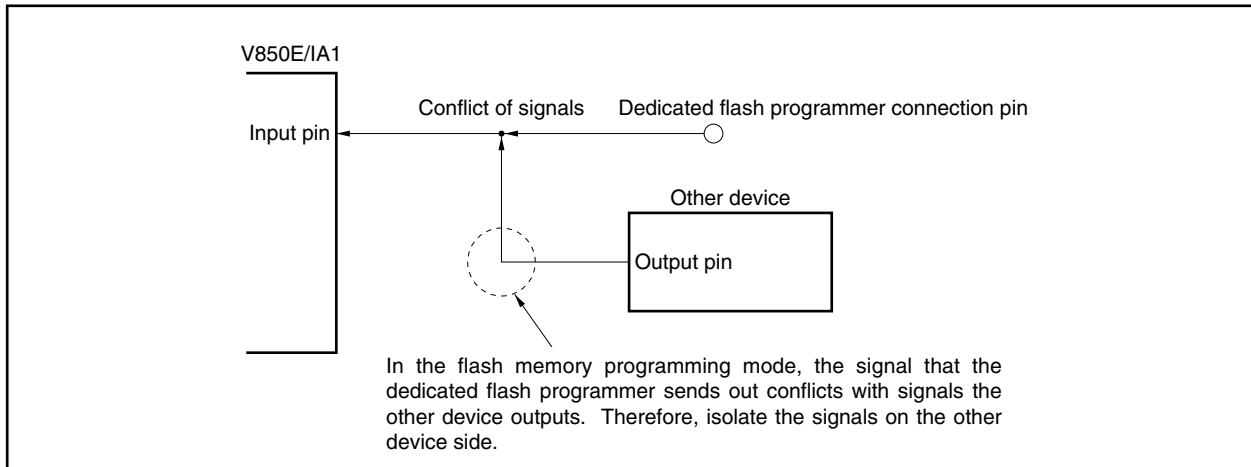 V850E/IA1
Conflict of signals
Dedicated flash programmer connection pin
Input pin
Other device
Output pin
In the flash memory programming mode, the signal that the
dedicated flash programmer sends out conflicts with signals the
other device outputs. Therefore, isolate the signals on the other
device side.